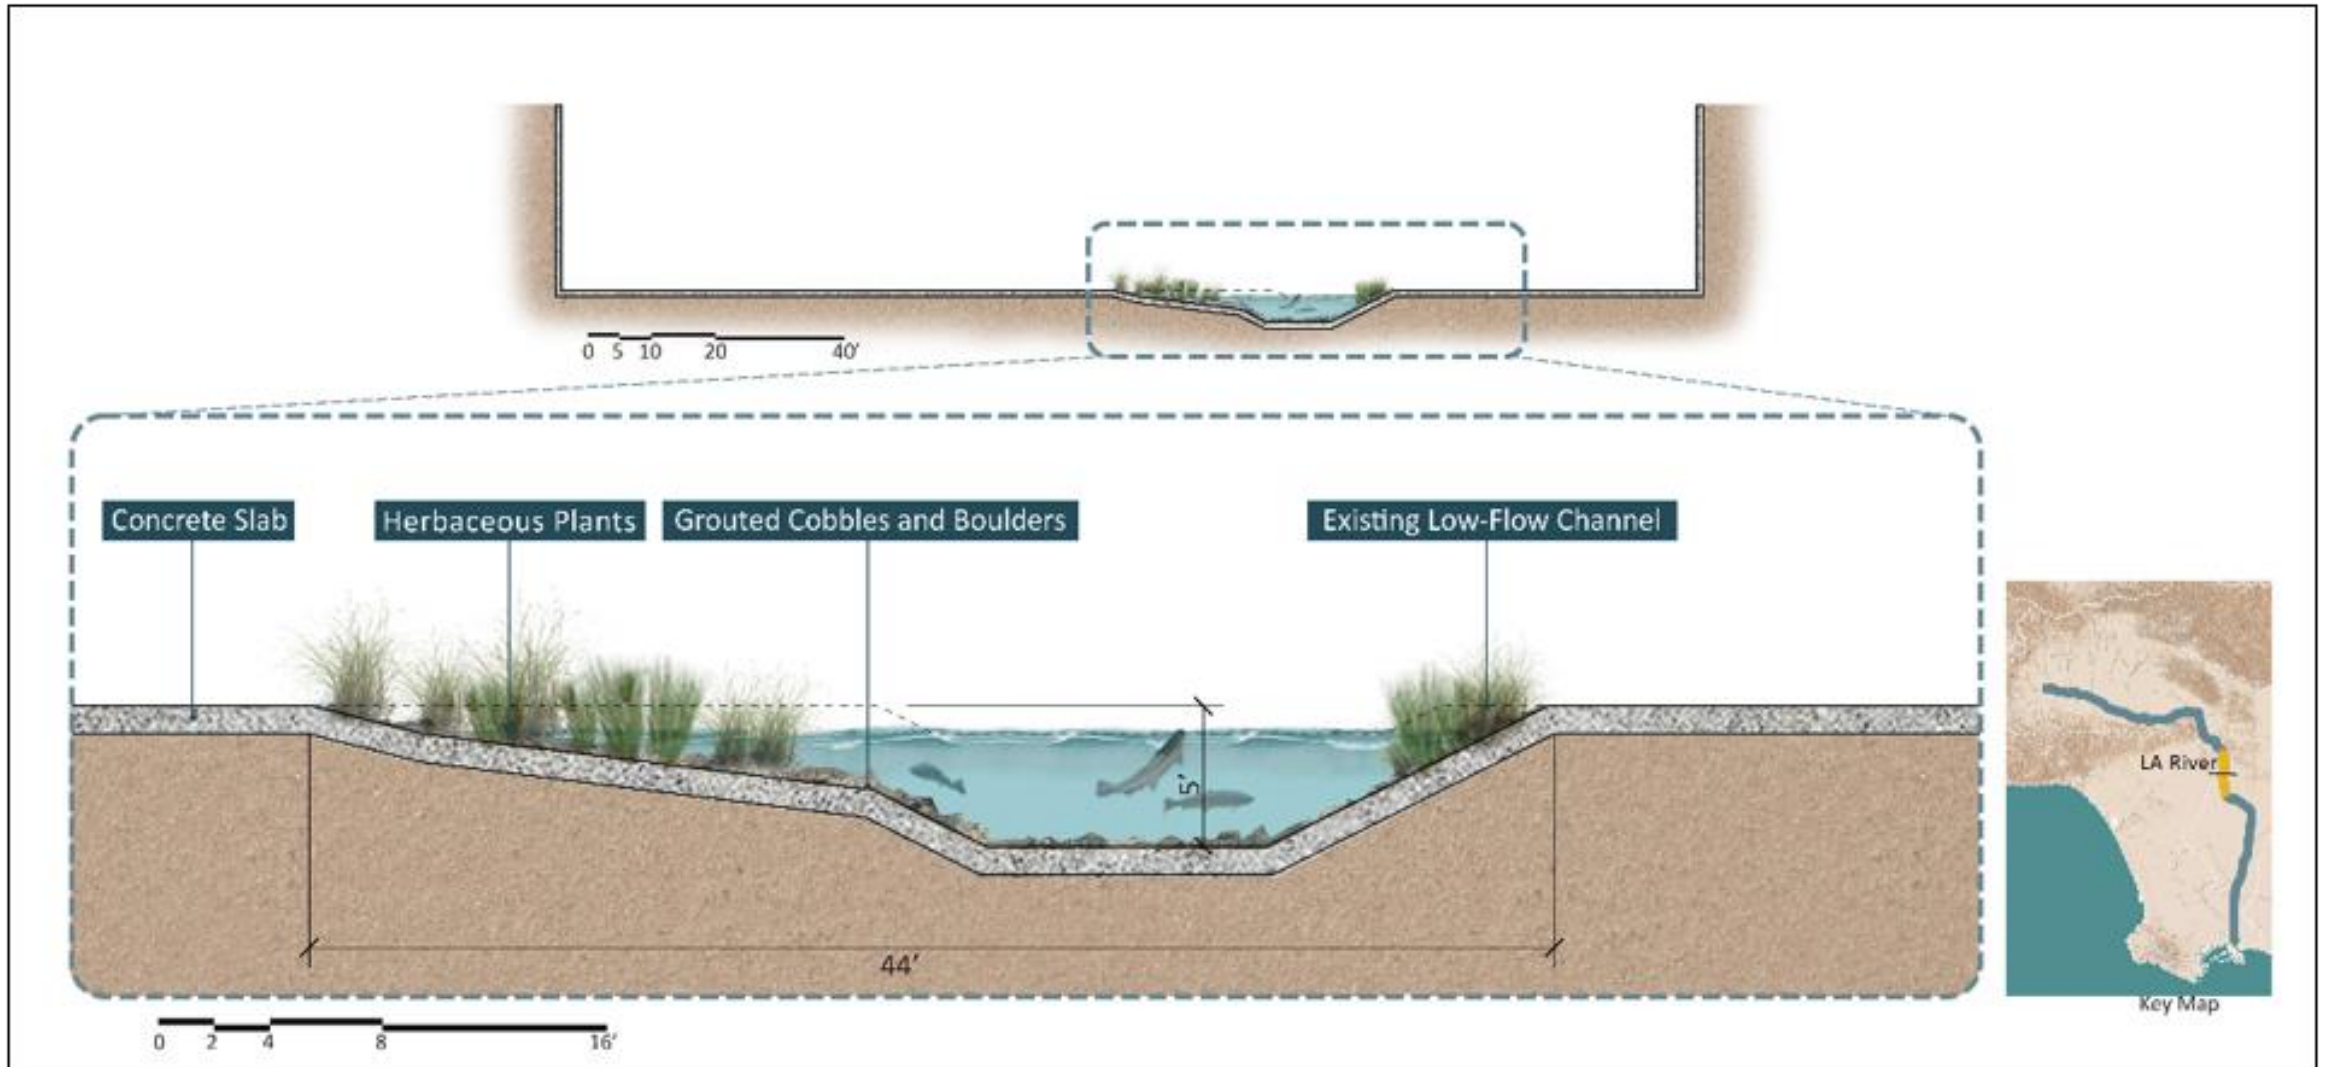 0 5 10 20 40'
Concrete Slab
Herbaceous Plants
Grouted Cobbles and Boulders
Existing Low-Flow Channel
5'
44'
LA River
Key Map
0 2 4 8 16'